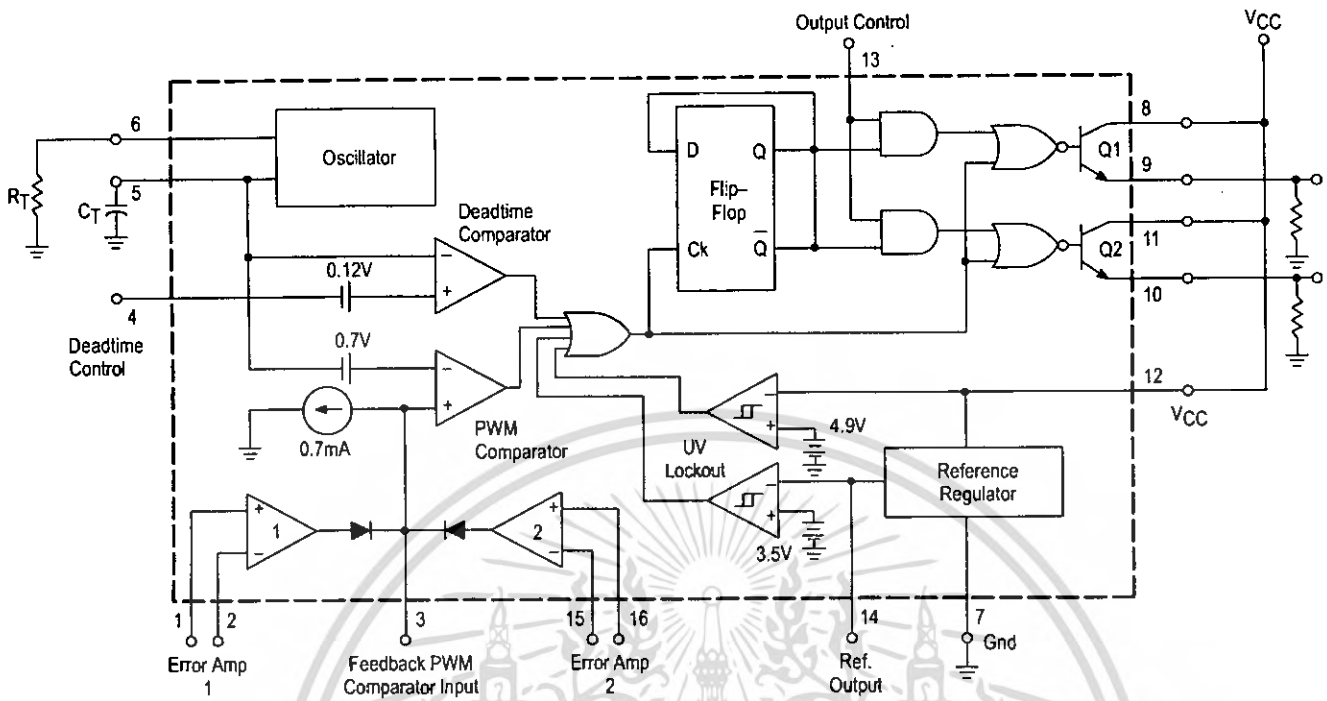 Output Control
VCC
13
6
Oscillator
8
D
Q
Q1
5
9
RT
CT
Flip–
Flop
Deadtime
Comparator
11
Ck
Q
Q2
0.12V
10
4
Deadtime
Control
0.7V
12
VCC
0.7mA
PWM
Comparator
UV
Lockout
4.9V
Reference
Regulator
1
2
3.5V
1
2
3
15
16
14
7
Gnd
Error Amp
1
Feedback PWM
Comparator Input
Error Amp
2
Ref.
Output